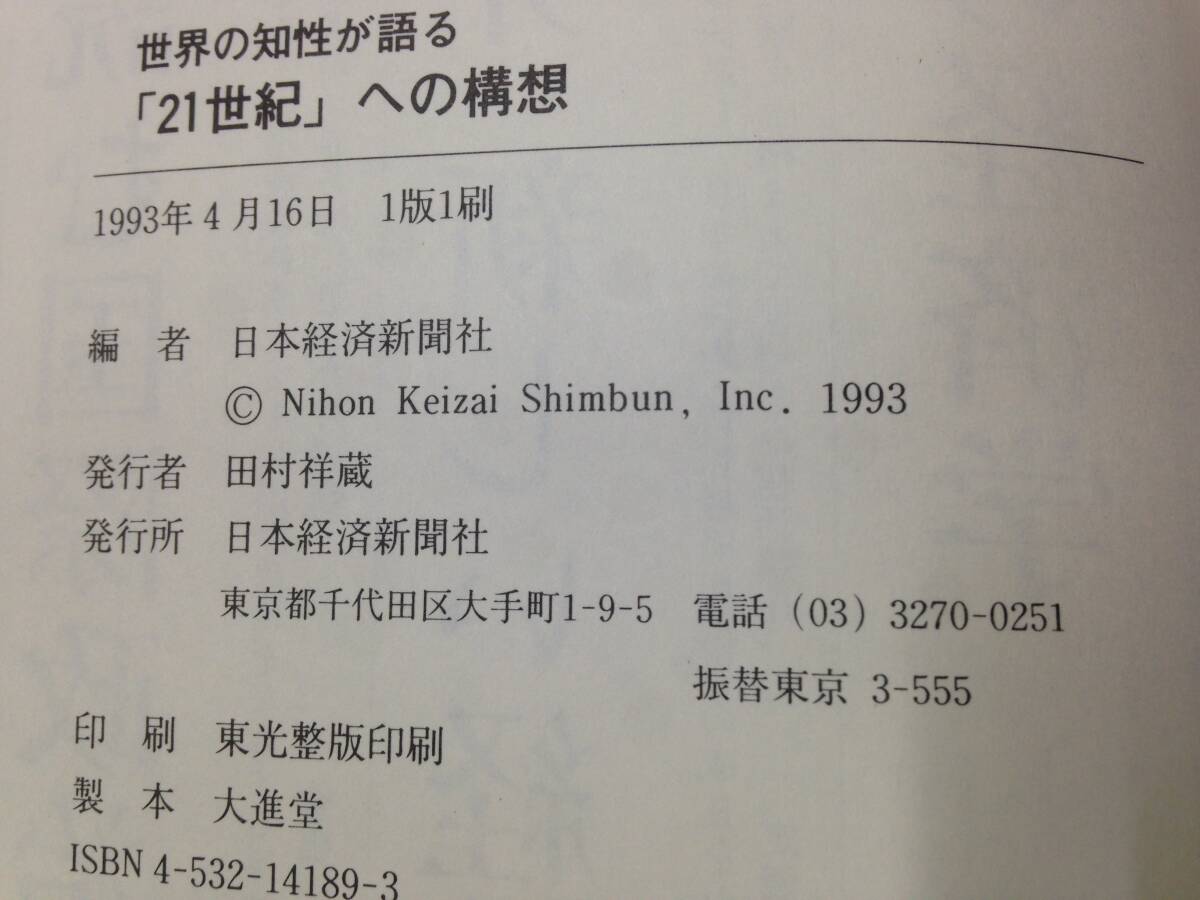 世界の知性が語る
「21世紀」への構想
1993年4月16日　1版1刷
編　者　日本経済新聞社
© Nihon Keizai Shimbun, Inc. 1993
発行者　田村祥蔵
発行所　日本経済新聞社
東京都千代田区大手町1-9-5　電話 (03) 3270-0251
振替東京 3-555
印　刷　東光整版印刷
製　本　大進堂
ISBN 4-532-14189-3